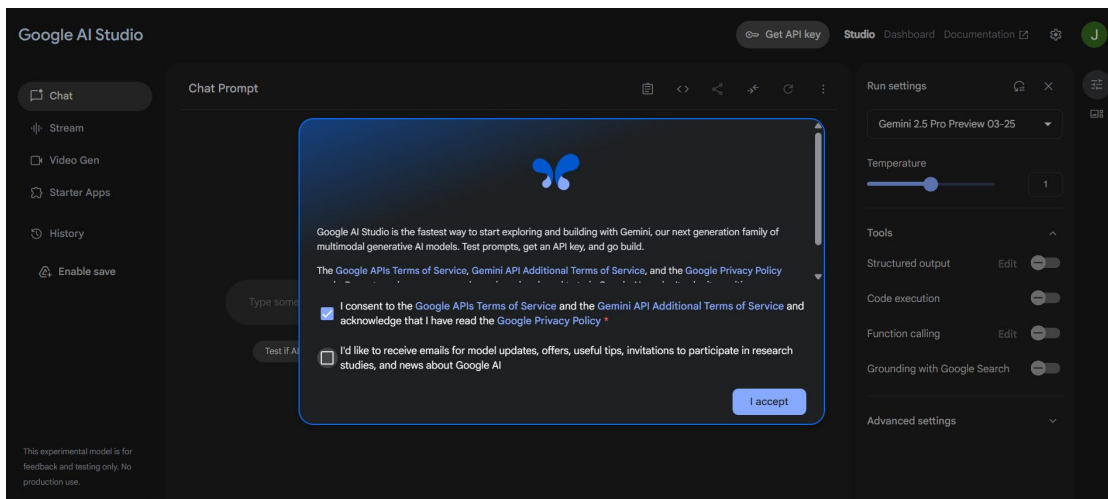 Google AI Studio
Get API key
Studio
Dashboard
Documentation
J
Chat
Stream
Video Gen
Starter Apps
History
Enable save
This experimental model is for
feedback and testing only. No
production use.
Chat Prompt
Type some
Test if AI
Google AI Studio is the fastest way to start exploring and building with Gemini, our next generation family of
multimodal generative AI models. Test prompts, get an API key, and go build.
The Google APIs Terms of Service, Gemini API Additional Terms of Service, and the Google Privacy Policy
I consent to the Google APIs Terms of Service and the Gemini API Additional Terms of Service and
acknowledge that I have read the Google Privacy Policy *
I'd like to receive emails for model updates, offers, useful tips, invitations to participate in research
studies, and news about Google AI
I accept
Run settings
Gemini 2.5 Pro Preview 03-25
Temperature
1
Tools
Structured output
Edit
Code execution
Function calling
Edit
Grounding with Google Search
Advanced settings